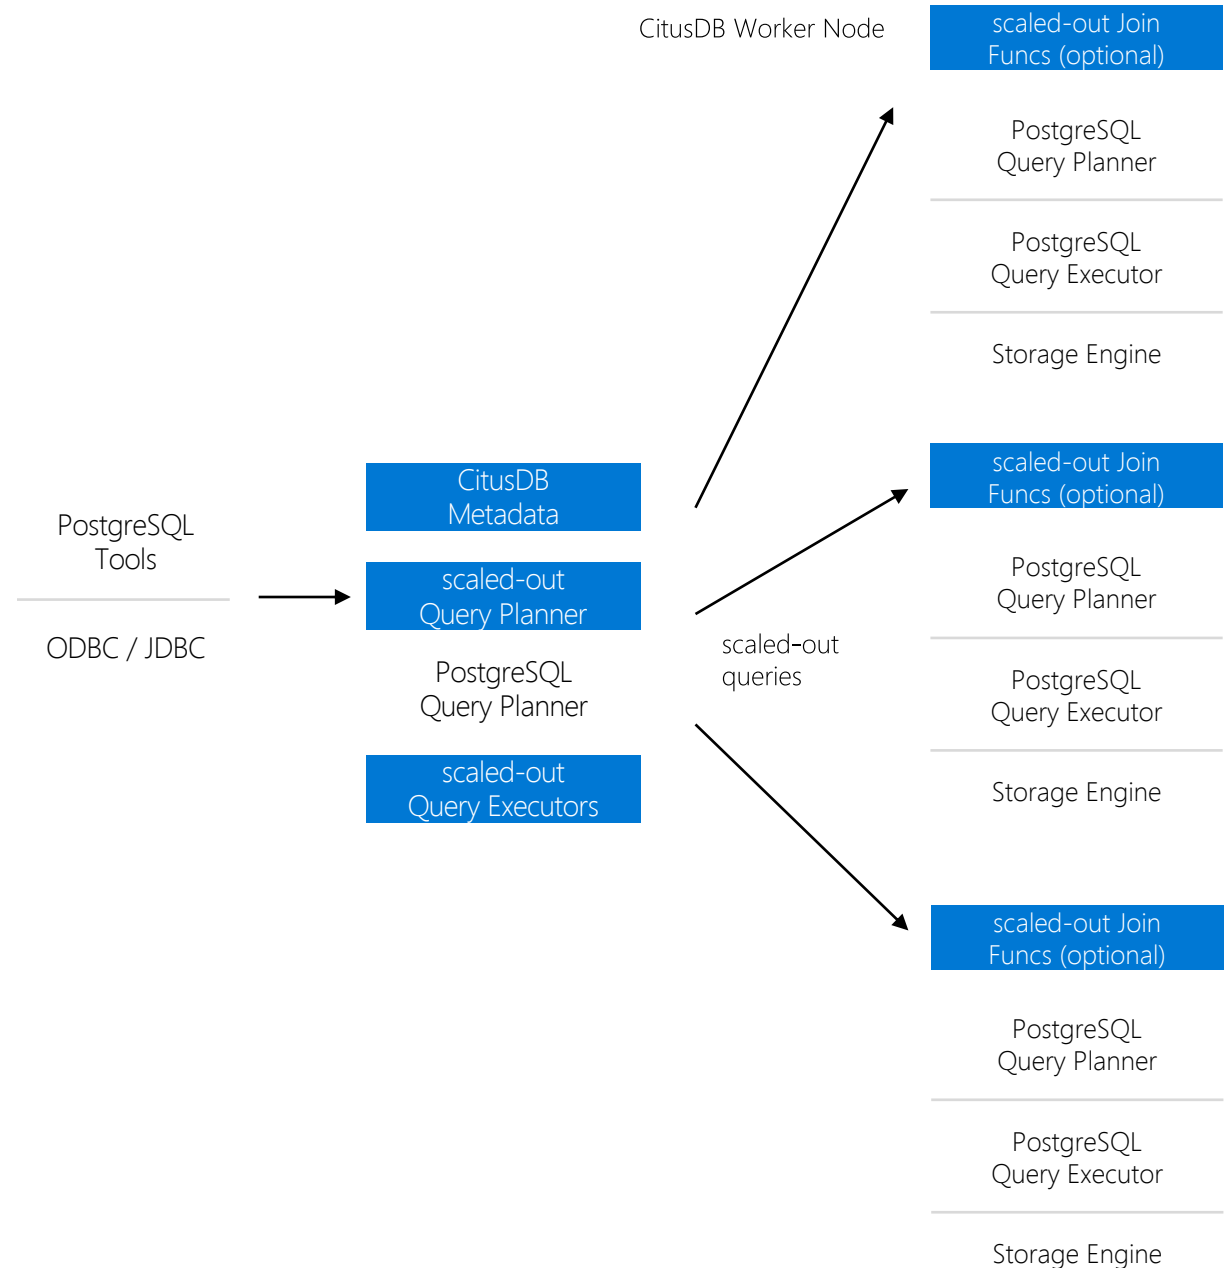 PostgreSQL
Tools
ODBC / JDBC
CitusDB
Metadata
scaled-out
Query Planner
PostgreSQL
Query Planner
scaled-out
Query Executors
scaled-out
queries
CitusDB Worker Node
scaled-out Join
Funcs (optional)
PostgreSQL
Query Planner
PostgreSQL
Query Executor
Storage Engine
scaled-out Join
Funcs (optional)
PostgreSQL
Query Planner
PostgreSQL
Query Executor
Storage Engine
scaled-out Join
Funcs (optional)
PostgreSQL
Query Planner
PostgreSQL
Query Executor
Storage Engine